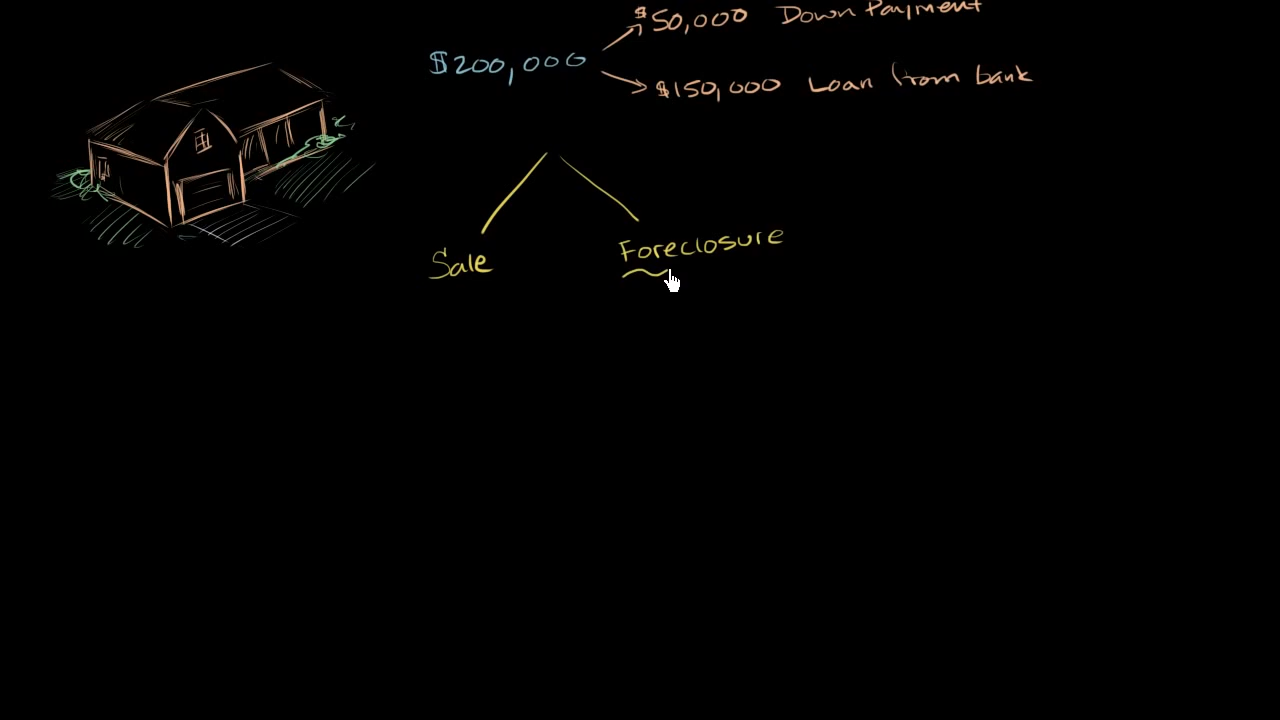 $50,000 Down Payment
$200,000
$150,000 Loan from bank
Foreclosure
Sale